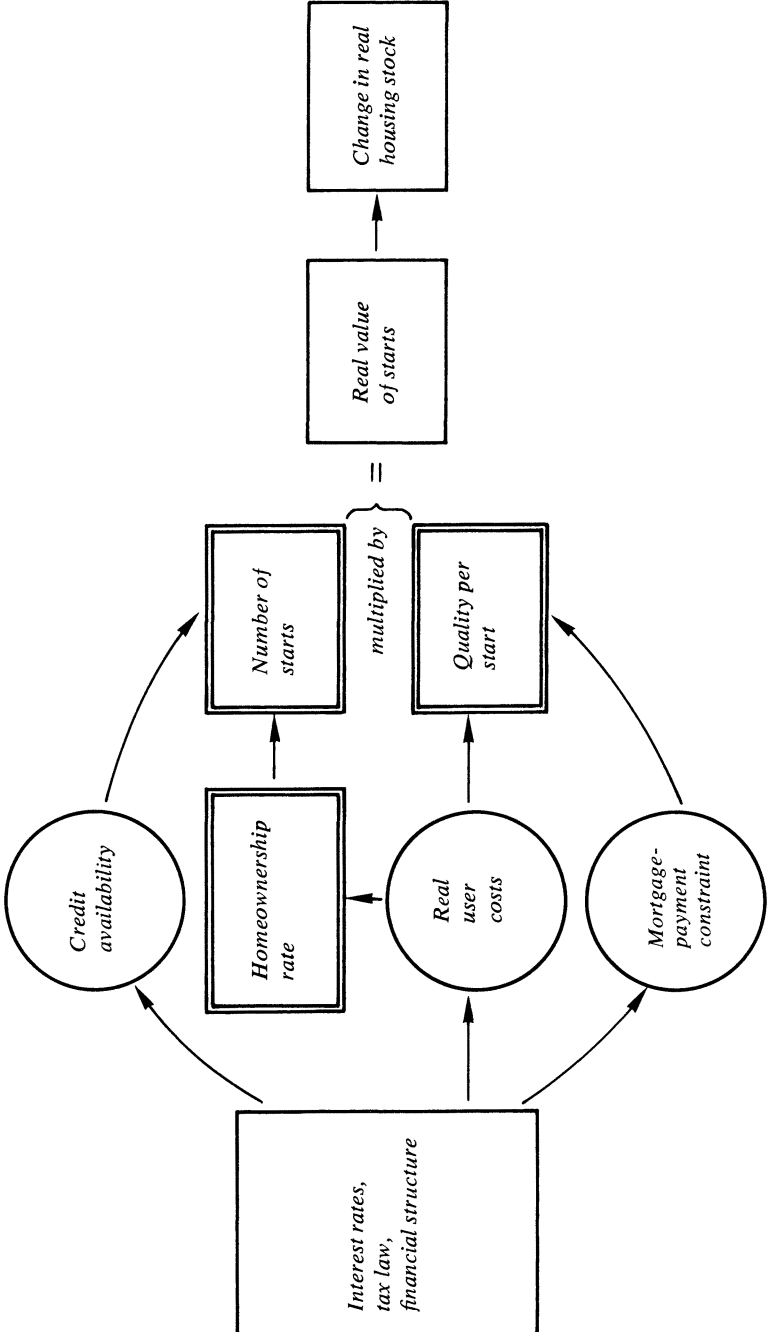 Interest rates,
tax law,
financial structure
Credit
availability
Homeownership
rate
Real
user
costs
Mortgage-
payment
constraint
Number of
starts
multiplied by
Quality per
start
=
Real value
of starts
Change in real
housing stock